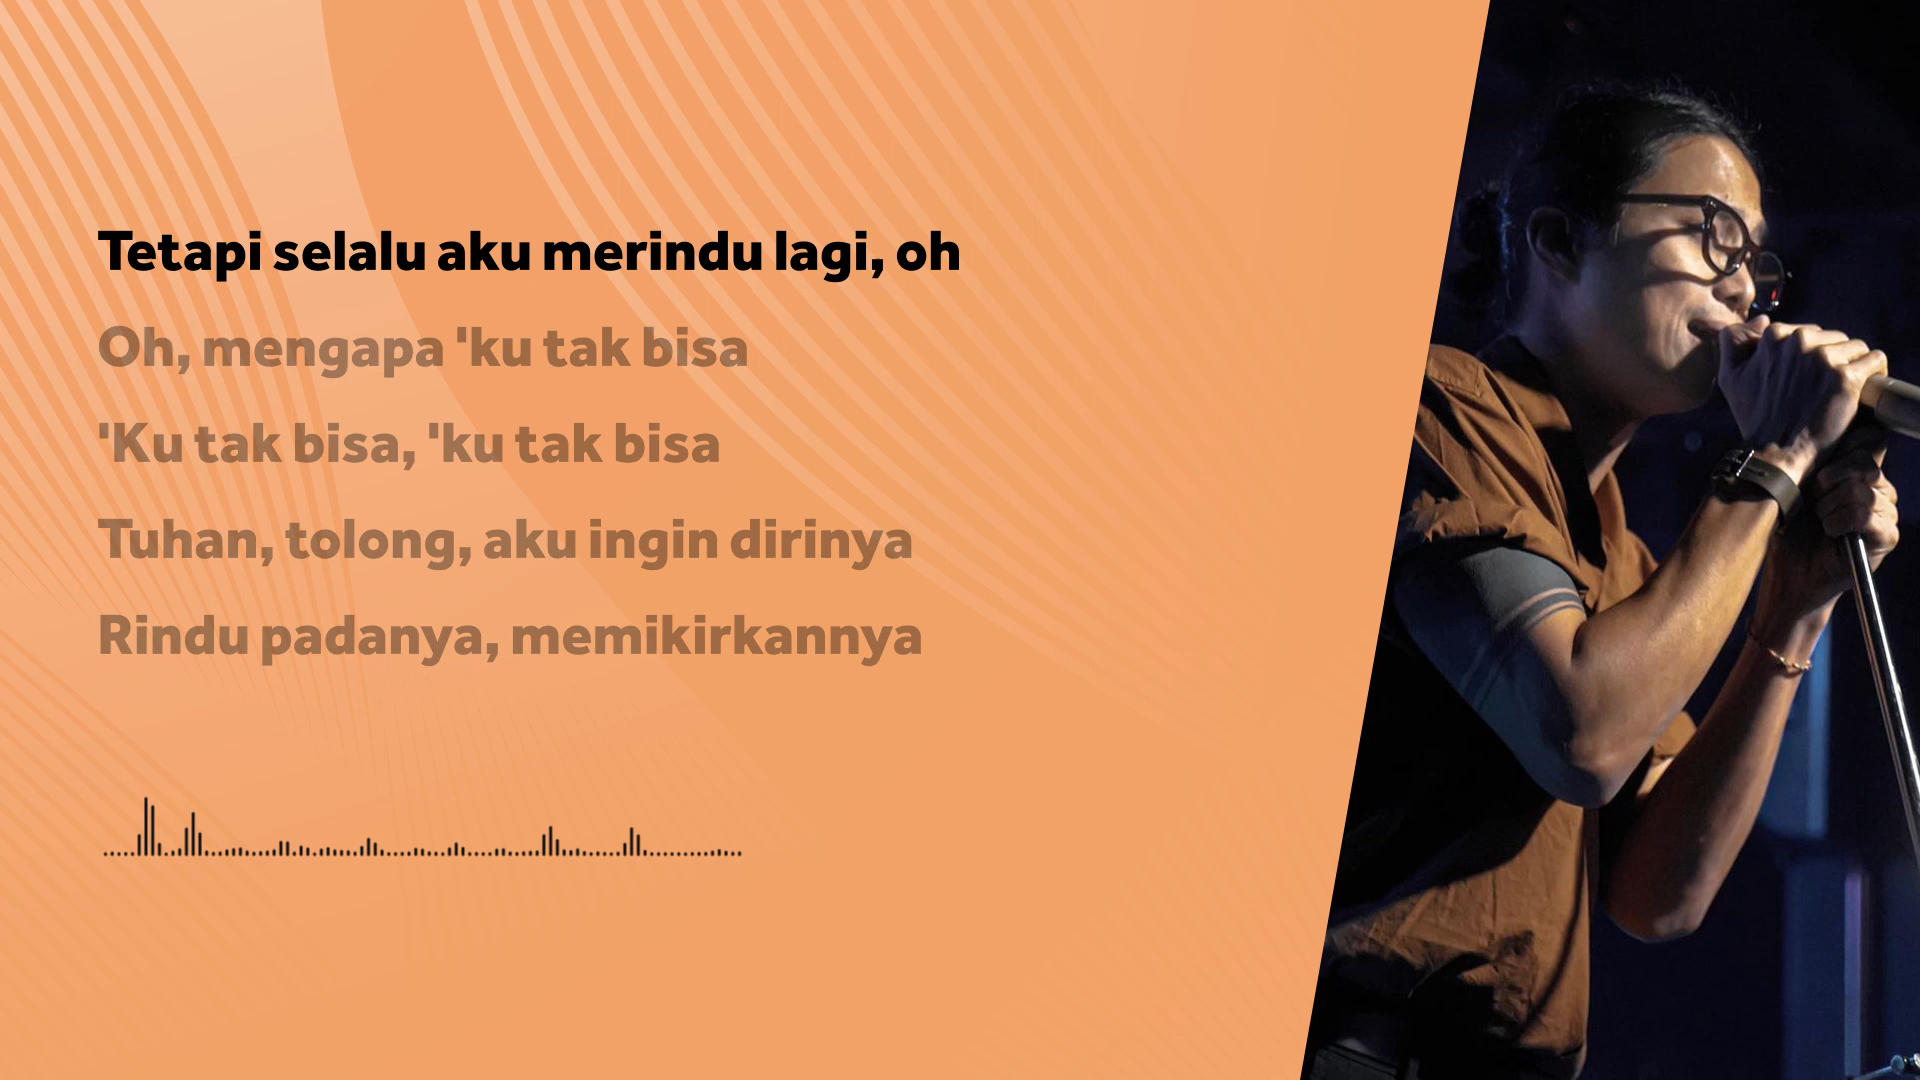 Tetapi selalu aku merindu lagi, oh
Oh, mengapa 'ku tak bisa
'Ku tak bisa, 'ku tak bisa
Tuhan, tolong, aku ingin dirinya
Rindu padanya, memikirkannya